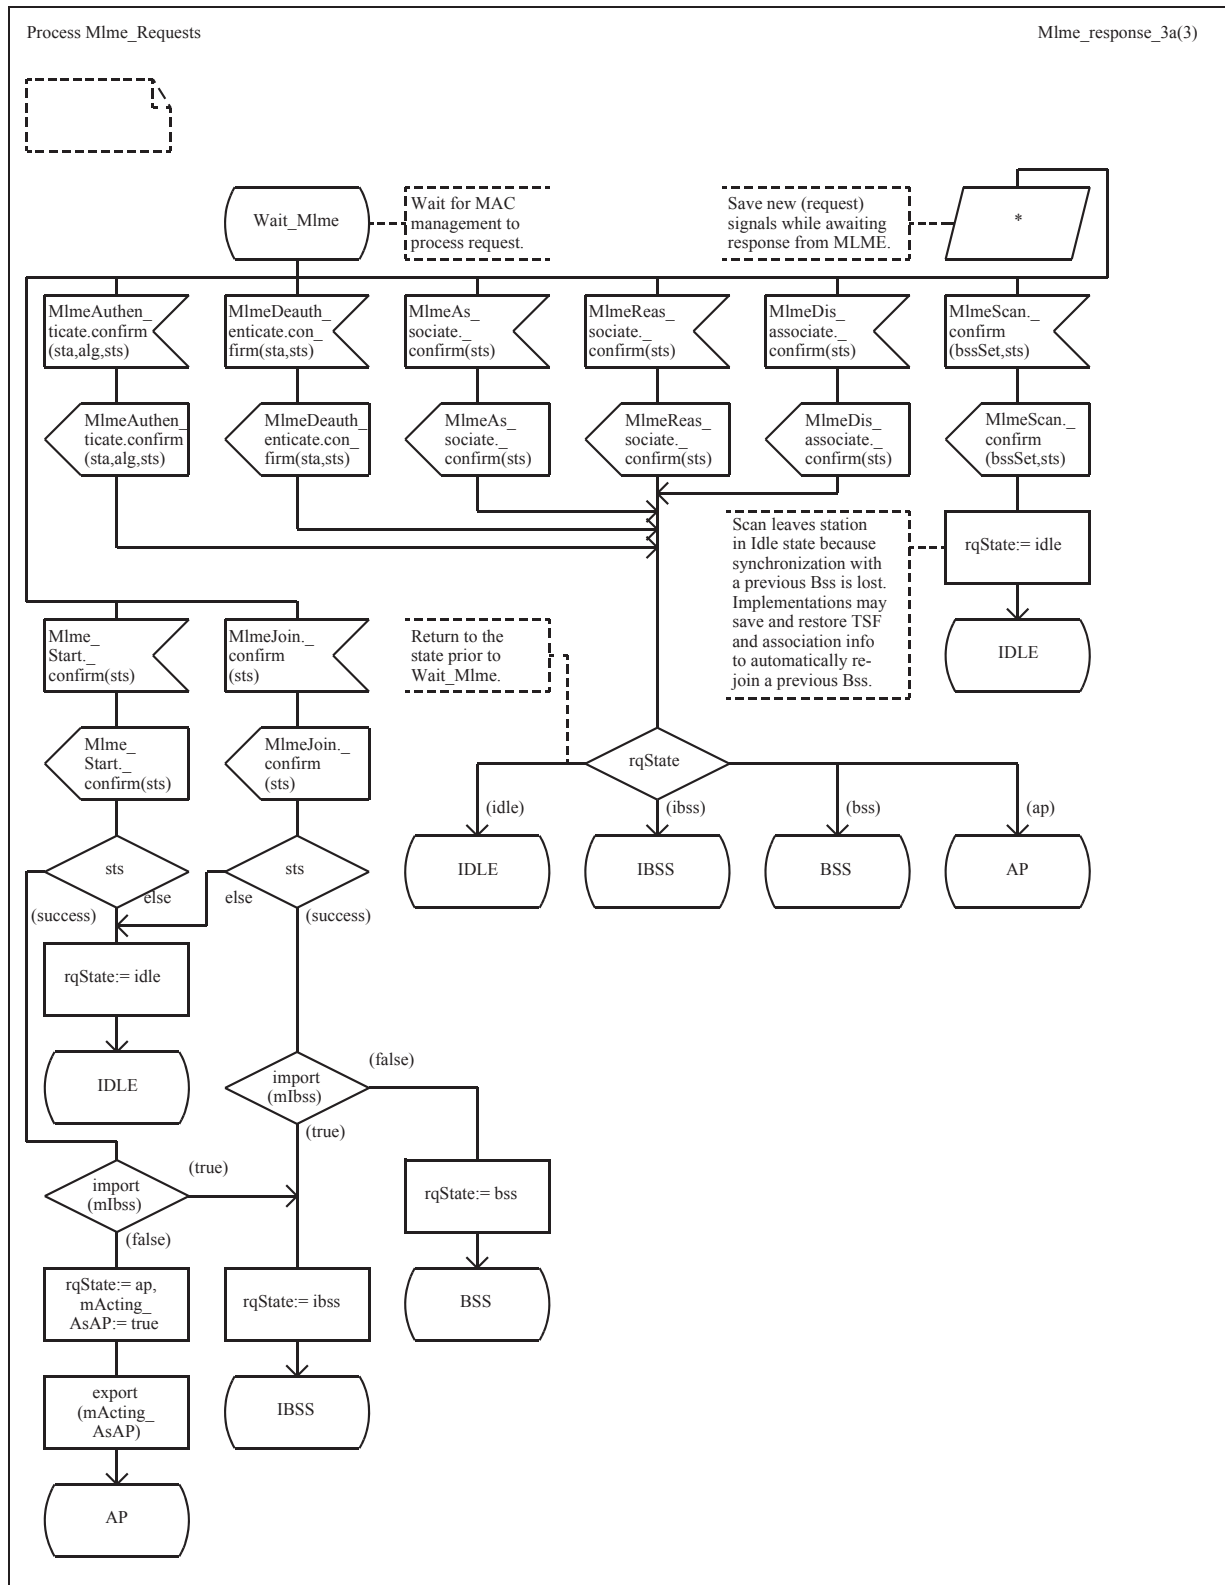 Process Mlme_Requests
Mlme_response_3a(3)
Wait_Mlme
Wait for MAC
management to
process request.
Save new (request)
signals while awaiting
response from MLME.
*
MlmeAuthen_
ticate.confirm
(sta,alg,sts)
MlmeDeauth_
enticate.con_
firm(sta,sts)
MlmeAs_
sociate._
confirm(sts)
MlmeReas_
sociate._
confirm(sts)
MlmeDis_
associate._
confirm(sts)
MlmeScan._
confirm
(bssSet,sts)
MlmeAuthen_
ticate.confirm
(sta,alg,sts)
MlmeDeauth_
enticate.con_
firm(sta,sts)
MlmeAs_
sociate._
confirm(sts)
MlmeReas_
sociate._
confirm(sts)
MlmeDis_
associate._
confirm(sts)
MlmeScan._
confirm
(bssSet,sts)
Scan leaves station
in Idle state because
synchronization with
a previous Bss is lost.
Implementations may
save and restore TSF
and association info
to automatically re-
join a previous Bss.
rqState:= idle
IDLE
Mlme_
Start._
confirm(sts)
MlmeJoin._
confirm
(sts)
Return to the
state prior to
Wait_Mlme.
Mlme_
Start._
confirm(sts)
MlmeJoin._
confirm
(sts)
rqState
(idle)
(ibss)
(bss)
(ap)
IDLE
IBSS
BSS
AP
sts
sts
else
else
(success)
(success)
rqState:= idle
IDLE
import
(mIbss)
(false)
(true)
import
(mIbss)
(true)
(false)
rqState:= bss
BSS
rqState:= ap,
mActing_
AsAP:= true
rqState:= ibss
export
(mActing_
AsAP)
IBSS
AP